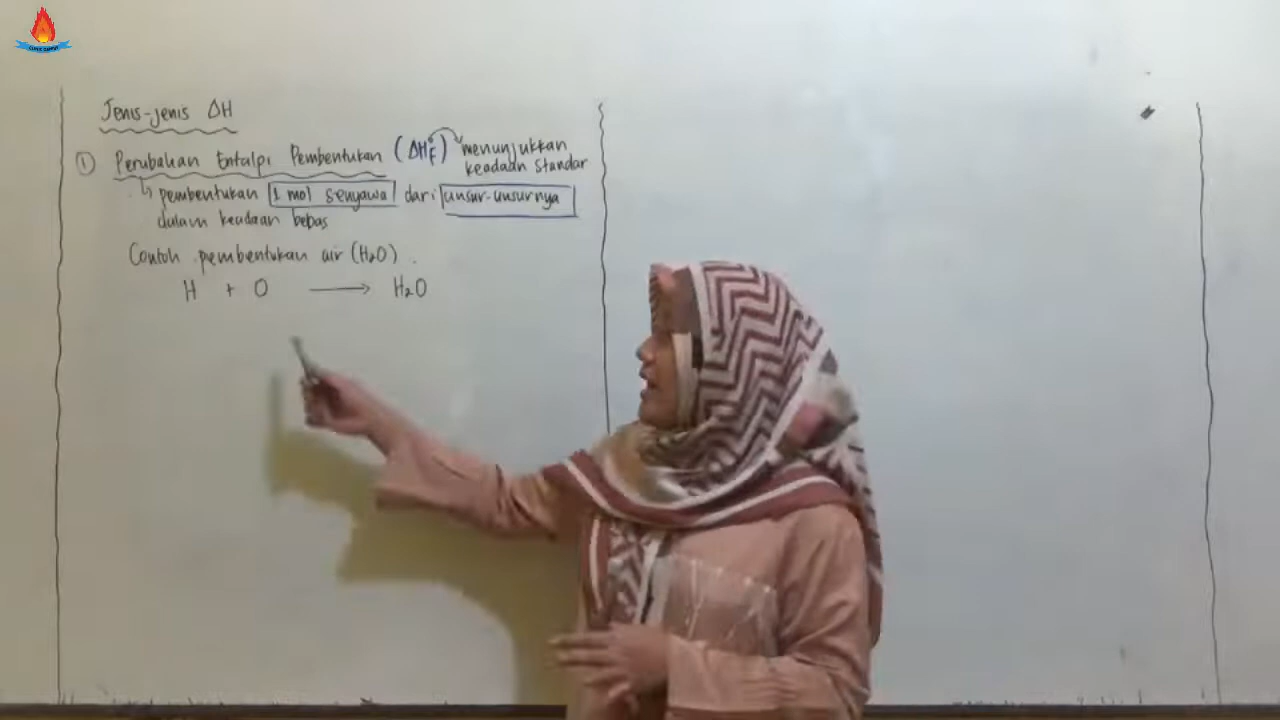 Jenis-jenis ΔH
① Perubahan Entalpi Pembentukan (ΔH°f) menunjukkan keadaan standar
↳ pembentukan 1 mol senyawa dari unsur-unsurnya
dalam keadaan bebas
Contoh pembentukan air (H₂O).
H + O ⟶ H₂O